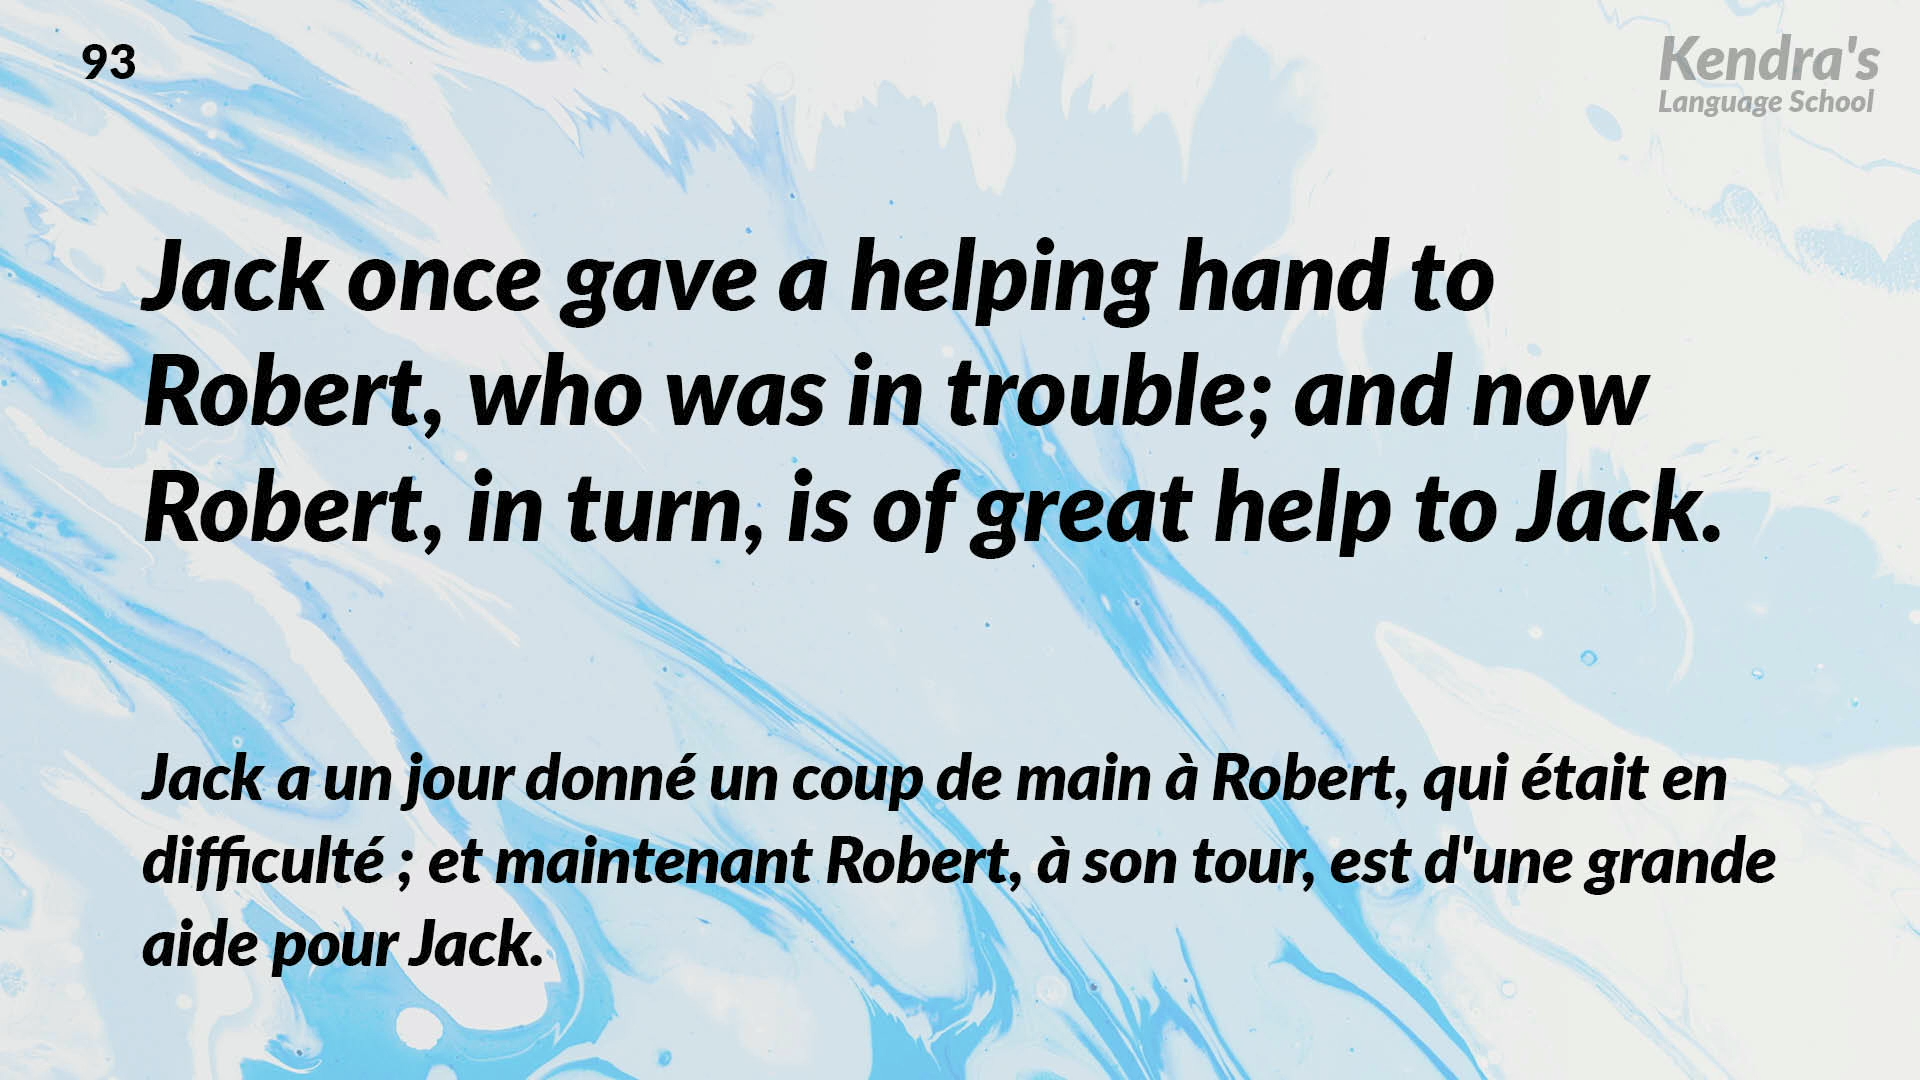 93
Kendra's
Language School
Jack once gave a helping hand to
Robert, who was in trouble; and now
Robert, in turn, is of great help to Jack.
Jack a un jour donné un coup de main à Robert, qui était en
difficulté ; et maintenant Robert, à son tour, est d'une grande
aide pour Jack.